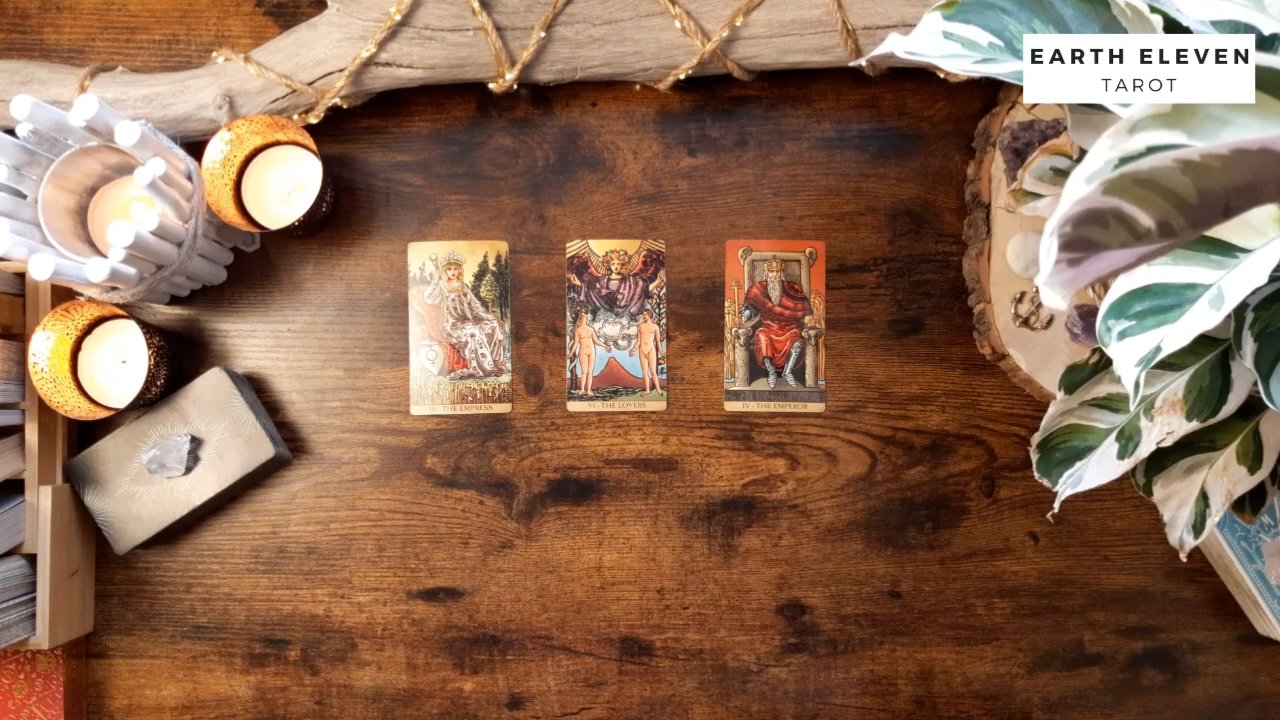 EARTH ELEVEN
TAROT
III · THE EMPRESS
VI · THE LOVERS
IV · THE EMPEROR